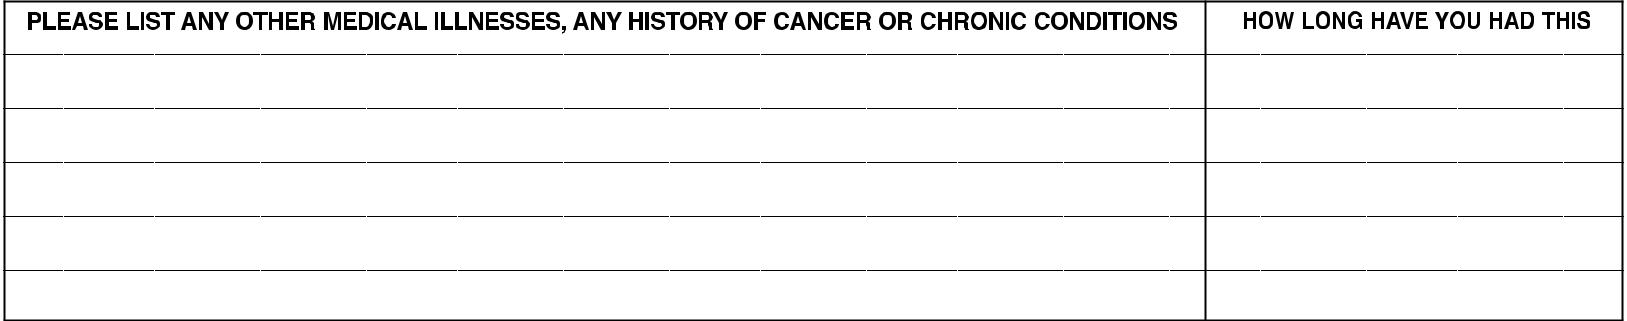 PLEASE LIST ANY OTHER MEDICAL ILLNESSES, ANY HISTORY OF CANCER OR CHRONIC CONDITIONS
HOW LONG HAVE YOU HAD THIS